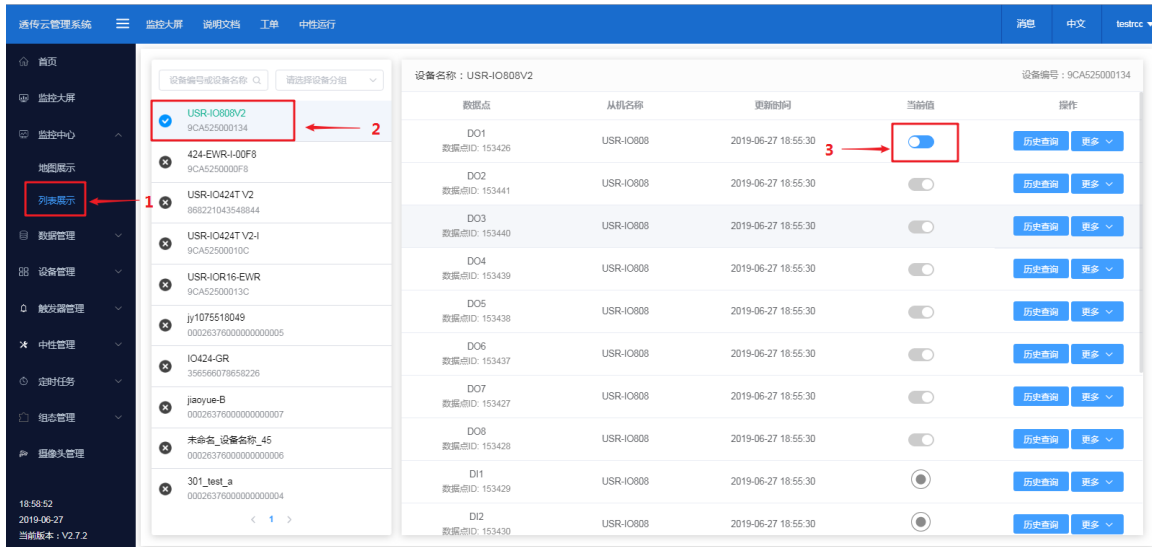 透传云管理系统
监控大屏 说明文档 工单 中性运行
消息 中文 testrcc
首页
监控大屏
监控中心
地图展示
列表展示
数据管理
设备管理
触发器管理
中性管理
定时任务
组态管理
摄像头管理
18:58:52
2019-06-27
当前版本：V2.7.2
1
设备编号或设备名称 请选择设备分组
USR-IO808V2
9CA525000134
2
424-EWR-I-00F8
9CA5250000F8
USR-IO424T V2
868221043548844
USR-IO424T V2-I
9CA52500010C
USR-IOR16-EWR
9CA52500013C
jy1075518049
00026376000000000005
IO424-GR
356566078658226
jiaoyue-B
00026376000000000007
未命名_设备名称_45
00026376000000000006
301_test_a
00026376000000000004
< 1 >
设备名称：USR-IO808V2 设备编号：9CA525000134
数据点 从机名称 更新时间 当前值 操作
DO1
数据点ID: 153426
USR-IO808 2019-06-27 18:55:30 3 历史查询 更多
DO2
数据点ID: 153441
USR-IO808 2019-06-27 18:55:30 历史查询 更多
DO3
数据点ID: 153440
USR-IO808 2019-06-27 18:55:30 历史查询 更多
DO4
数据点ID: 153439
USR-IO808 2019-06-27 18:55:30 历史查询 更多
DO5
数据点ID: 153438
USR-IO808 2019-06-27 18:55:30 历史查询 更多
DO6
数据点ID: 153437
USR-IO808 2019-06-27 18:55:30 历史查询 更多
DO7
数据点ID: 153427
USR-IO808 2019-06-27 18:55:30 历史查询 更多
DO8
数据点ID: 153428
USR-IO808 2019-06-27 18:55:30 历史查询 更多
DI1
数据点ID: 153429
USR-IO808 2019-06-27 18:55:30 历史查询 更多
DI2
数据点ID: 153430
USR-IO808 2019-06-27 18:55:30 历史查询 更多